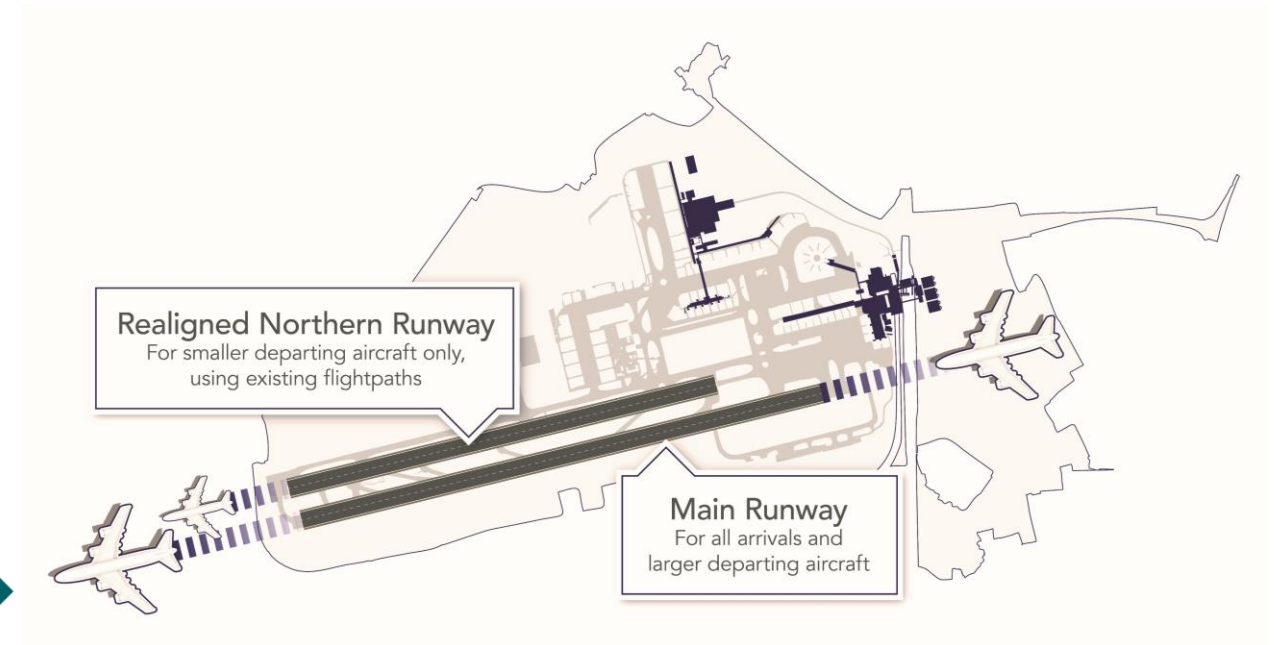 Realigned Northern Runway
For smaller departing aircraft only,
using existing flightpaths
Main Runway
For all arrivals and
larger departing aircraft